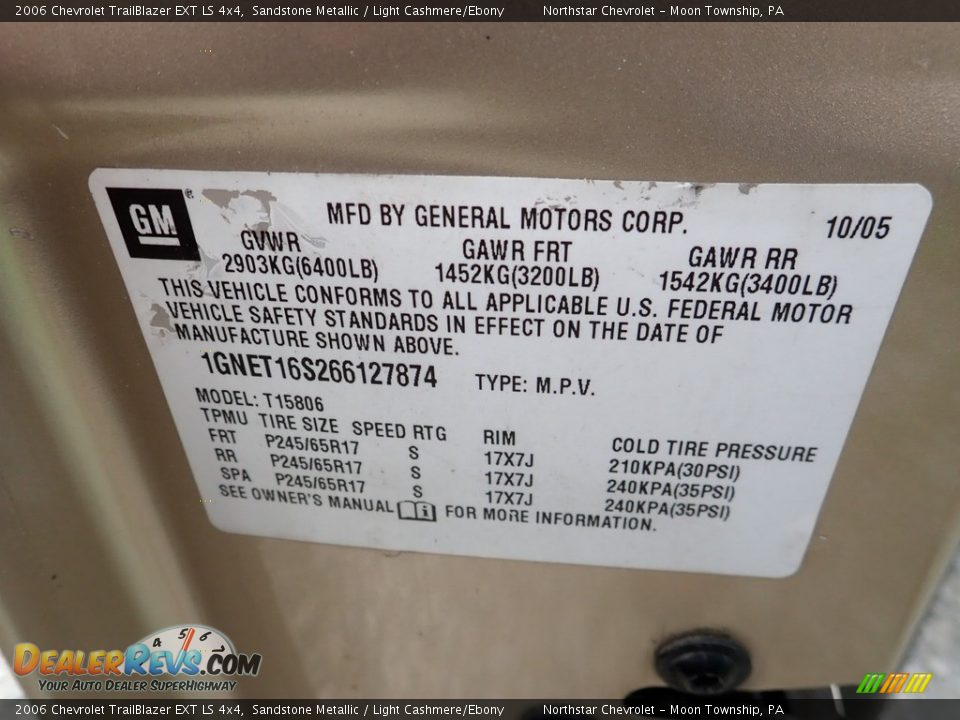 2006 Chevrolet TrailBlazer EXT LS 4x4, Sandstone Metallic / Light Cashmere/Ebony Northstar Chevrolet - Moon Township, PA
GM® MFD BY GENERAL MOTORS CORP. 10/05
GVWR GAWR FRT GAWR RR
2903KG(6400LB) 1452KG(3200LB) 1542KG(3400LB)
THIS VEHICLE CONFORMS TO ALL APPLICABLE U.S. FEDERAL MOTOR
VEHICLE SAFETY STANDARDS IN EFFECT ON THE DATE OF
MANUFACTURE SHOWN ABOVE.
1GNET16S266127874 TYPE: M.P.V.
MODEL: T15806
TPMU TIRE SIZE SPEED RTG RIM COLD TIRE PRESSURE
FRT P245/65R17 S 17X7J 210KPA(30PSI)
RR P245/65R17 S 17X7J 240KPA(35PSI)
SPA P245/65R17 S 17X7J 240KPA(35PSI)
SEE OWNER'S MANUAL i FOR MORE INFORMATION.
4 5 6
DEALERREVS.COM
YOUR AUTO DEALER SUPERHIGHWAY
2006 Chevrolet TrailBlazer EXT LS 4x4, Sandstone Metallic / Light Cashmere/Ebony Northstar Chevrolet - Moon Township, PA